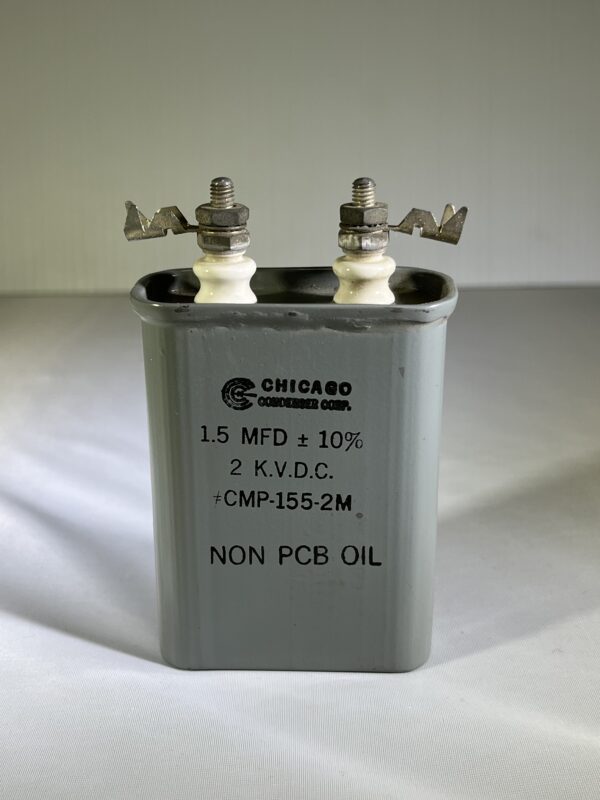 CHICAGO
CONDENSER CORP.
1.5 MFD ± 10%
2 K.V.D.C.
≠CMP-155-2M
NON PCB OIL